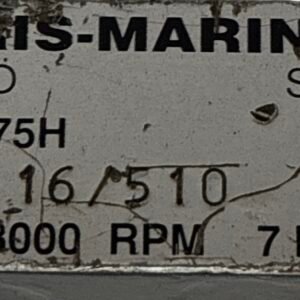 IS-MARIN
Ö S
75H
16/510
3000 RPM 7